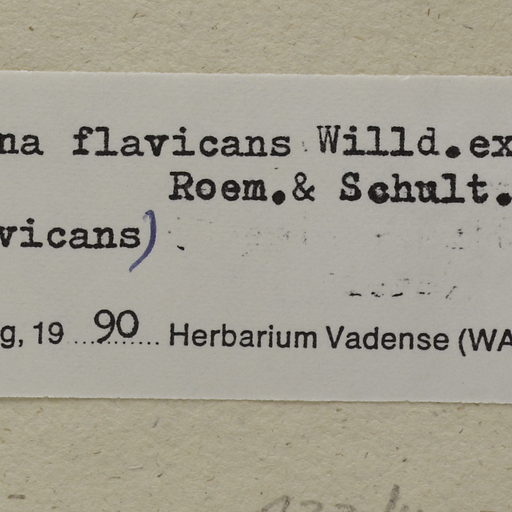 na flavicans Willd.ex
Roem.& Schult.
vicans)
g, 19 90 Herbarium Vadense (WA